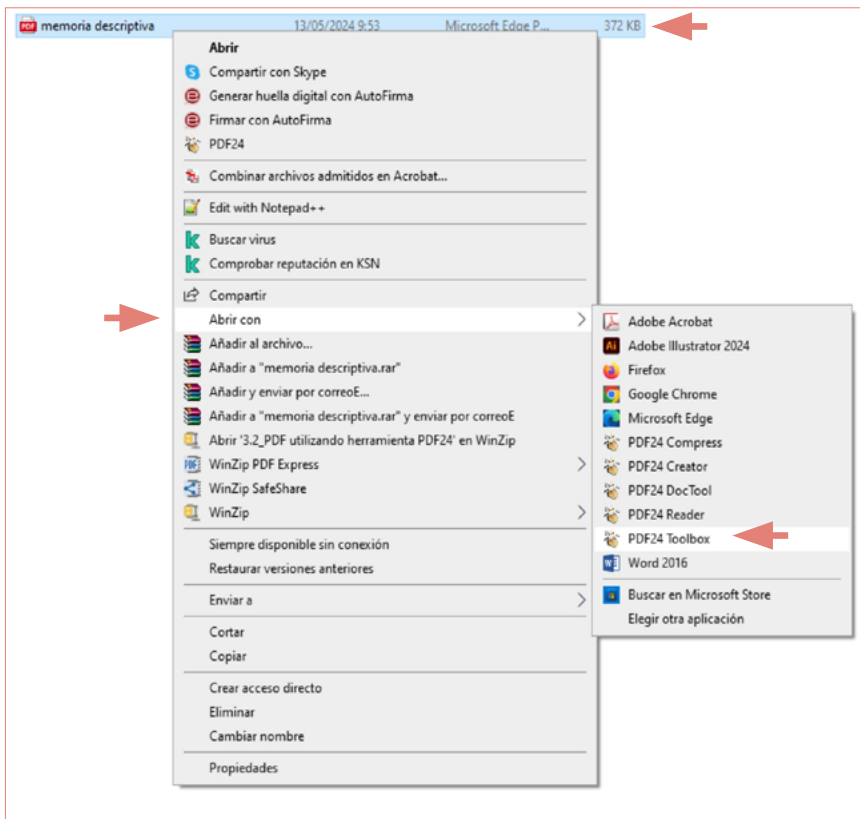 PDF memoria descriptiva 13/05/2024 9:53 Microsoft Edge P... 372 KB
Abrir
Compartir con Skype
Generar huella digital con AutoFirma
Firmar con AutoFirma
PDF24
Combinar archivos admitidos en Acrobat...
Edit with Notepad++
Buscar virus
Comprobar reputación en KSN
Compartir
Abrir con
Añadir al archivo...
Añadir a "memoria descriptiva.rar"
Añadir y enviar por correoE...
Añadir a "memoria descriptiva.rar" y enviar por correoE
Abrir '3.2_PDF utilizando herramienta PDF24' en WinZip
WinZip PDF Express
WinZip SafeShare
WinZip
Siempre disponible sin conexión
Restaurar versiones anteriores
Enviar a
Cortar
Copiar
Crear acceso directo
Eliminar
Cambiar nombre
Propiedades
Adobe Acrobat
Ai Adobe Illustrator 2024
Firefox
Google Chrome
Microsoft Edge
PDF24 Compress
PDF24 Creator
PDF24 DocTool
PDF24 Reader
PDF24 Toolbox
Word 2016
Buscar en Microsoft Store
Elegir otra aplicación